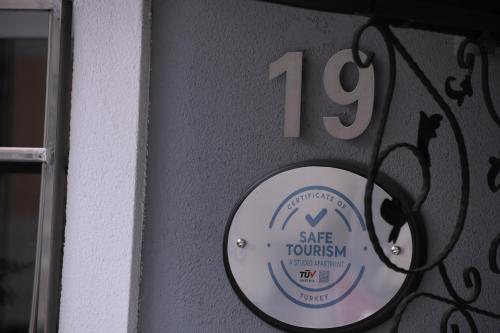 19
CERTIFICATE OF
SAFE
TOURISM
A STUDIO APARTMENT
TÜV
TURKEY